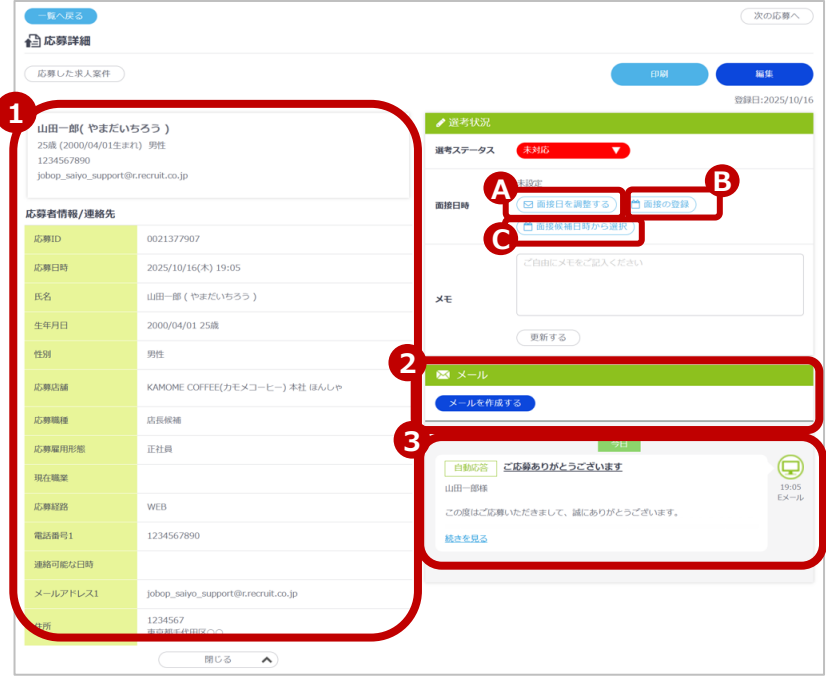 一覧へ戻る
次の応募へ
応募詳細
応募した求人案件
印刷
編集
登録日:2025/10/16
1
山田一郎( やまだいちろう )
25歳 (2000/04/01生まれ) 男性
1234567890
jobop_saiyo_support@r.recruit.co.jp
応募者情報/連絡先
応募ID 0021377907
応募日時 2025/10/16(木) 19:05
氏名 山田一郎 ( やまだいちろう )
生年月日 2000/04/01 25歳
性別 男性
応募店舗 KAMOME COFFEE(カモメコーヒー) 本社 ほんしゃ
応募職種 店長候補
応募雇用形態 正社員
現在職業
応募経路 WEB
電話番号1 1234567890
連絡可能な日時
メールアドレス1 jobop_saiyo_support@r.recruit.co.jp
住所 1234567
東京都千代田区〇〇
閉じる
選考状況
選考ステータス 未対応
未設定
面接日時
A
面接日を調整する
B
面接の登録
C
面接候補日時から選択
メモ
ご自由にメモをご記入ください
更新する
2
メール
メールを作成する
3
今日
自動応答 ご応募ありがとうございます
山田一郎様
この度はご応募いただきまして、誠にありがとうございます。
続きを見る
19:05
Eメール